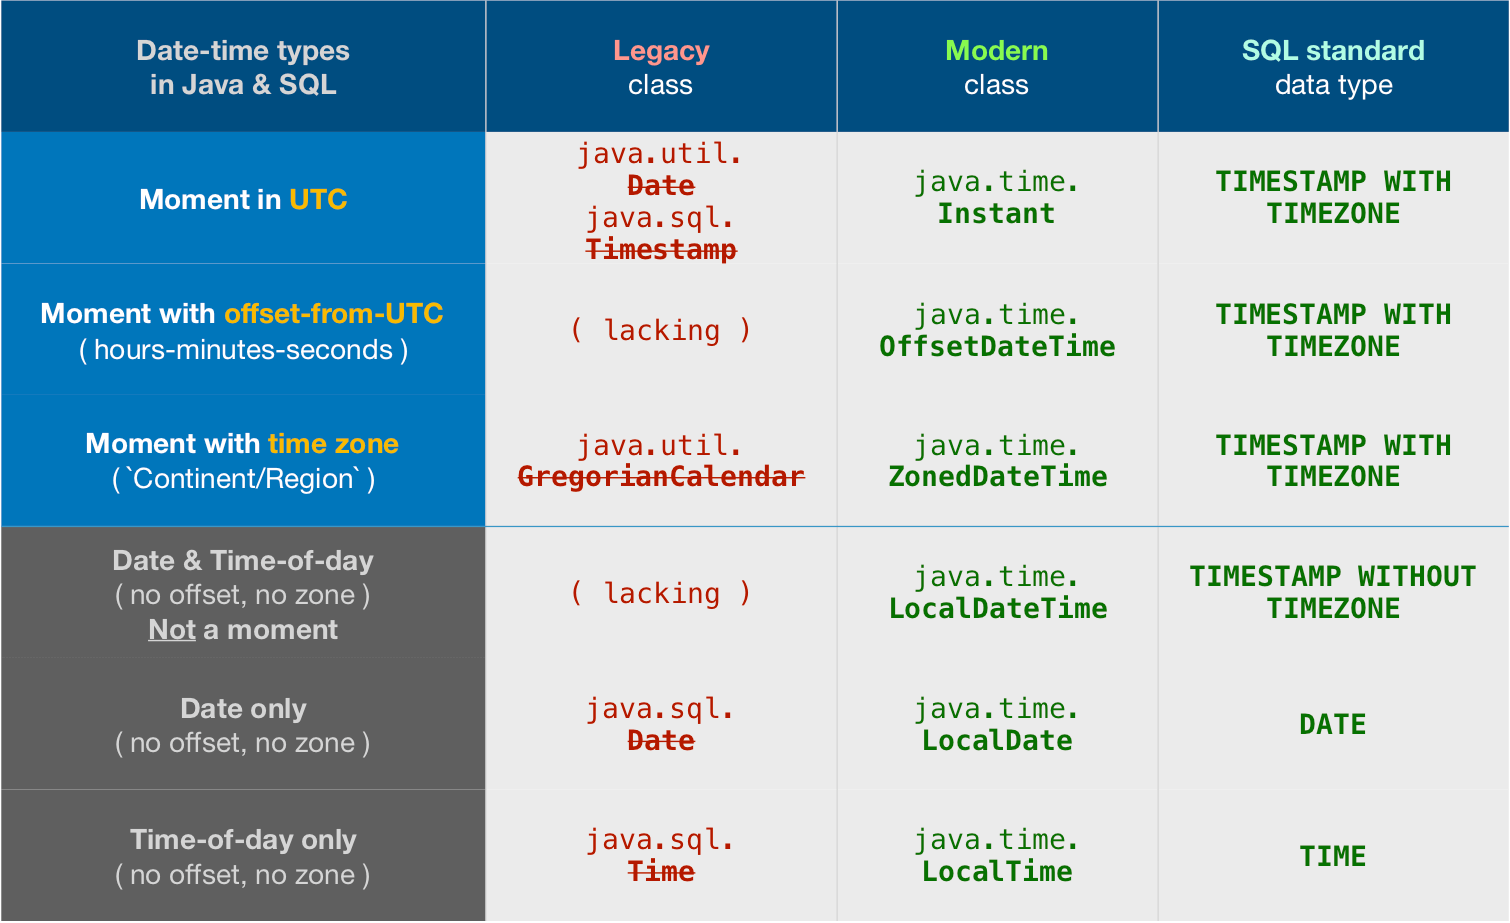 Date-time types
in Java & SQL
Legacy
class
Modern
class
SQL standard
data type
Moment in UTC
java.util.
Date
java.sql.
Timestamp
java.time.
Instant
TIMESTAMP WITH
TIMEZONE
Moment with offset-from-UTC
( hours-minutes-seconds )
( lacking )
java.time.
OffsetDateTime
TIMESTAMP WITH
TIMEZONE
Moment with time zone
( `Continent/Region` )
java.util.
GregorianCalendar
java.time.
ZonedDateTime
TIMESTAMP WITH
TIMEZONE
Date & Time-of-day
( no offset, no zone )
Not a moment
( lacking )
java.time.
LocalDateTime
TIMESTAMP WITHOUT
TIMEZONE
Date only
( no offset, no zone )
java.sql.
Date
java.time.
LocalDate
DATE
Time-of-day only
( no offset, no zone )
java.sql.
Time
java.time.
LocalTime
TIME